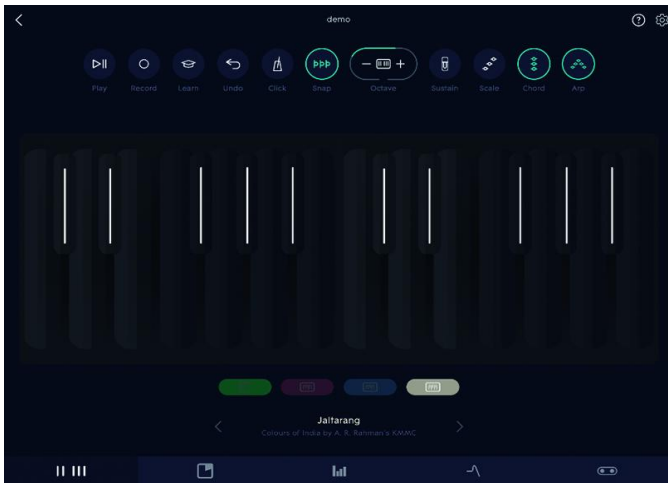 demo
Play Record Learn Undo Click Snap Octave Sustain Scale Chord Arp
Jaltarang
Colours of India by A. R. Rahman's KMMC